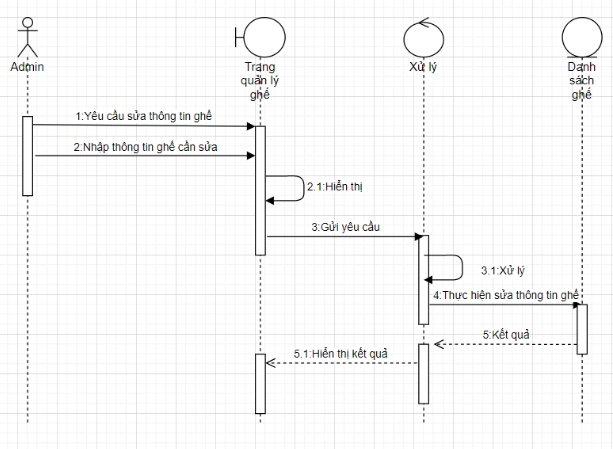 Admin
Trang
quản lý
ghế
Xử lý
Danh
sách
ghế
1:Yêu cầu sửa thông tin ghế
2:Nhập thông tin ghế cần sửa
2.1:Hiển thị
3:Gửi yêu cầu
3.1:Xử lý
4:Thực hiện sửa thông tin ghế
5:Kết quả
5.1:Hiển thị kết quả